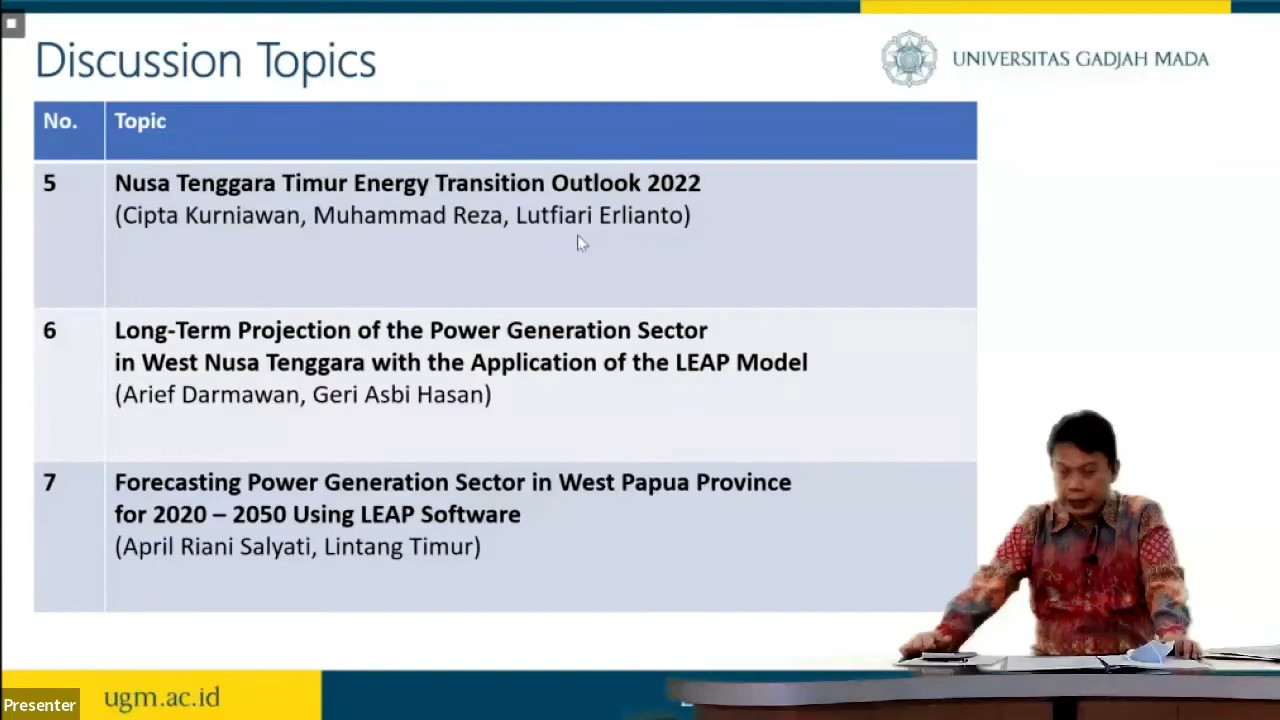 Discussion Topics
UNIVERSITAS GADJAH MADA
No.
Topic
5
Nusa Tenggara Timur Energy Transition Outlook 2022
(Cipta Kurniawan, Muhammad Reza, Lutfiari Erlianto)
6
Long-Term Projection of the Power Generation Sector
in West Nusa Tenggara with the Application of the LEAP Model
(Arief Darmawan, Geri Asbi Hasan)
7
Forecasting Power Generation Sector in West Papua Province
for 2020 – 2050 Using LEAP Software
(April Riani Salyati, Lintang Timur)
Presenter
ugm.ac.id